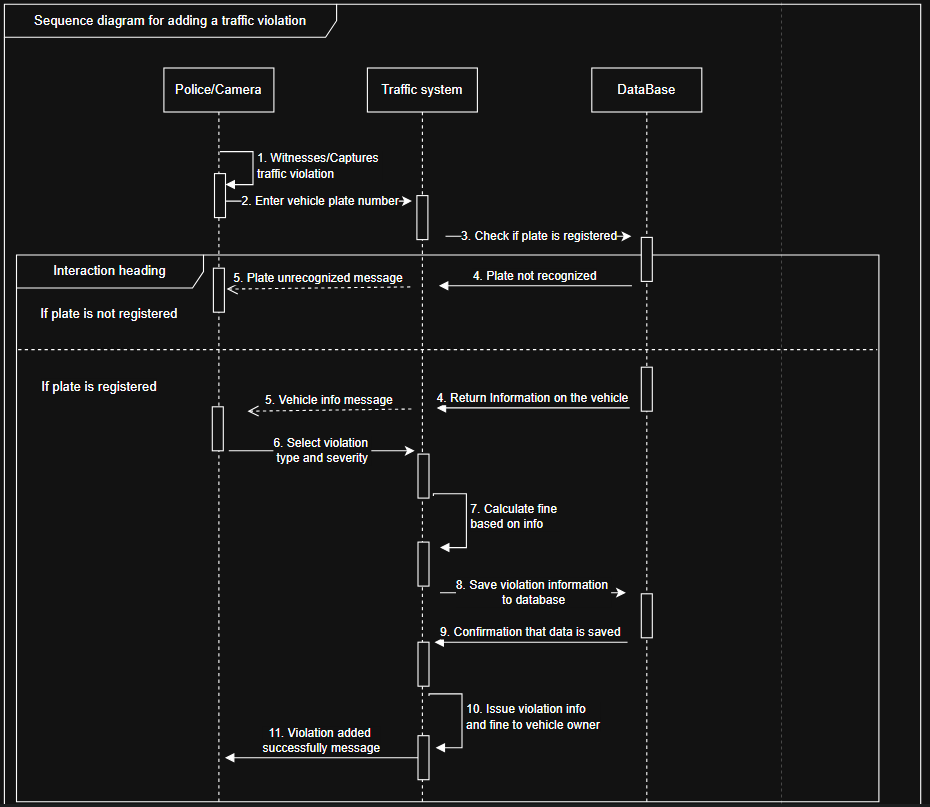 Sequence diagram for adding a traffic violation
Police/Camera
Traffic system
DataBase
1. Witnesses/Captures
traffic violation
2. Enter vehicle plate number
3. Check if plate is registered
Interaction heading
5. Plate unrecognized message
4. Plate not recognized
If plate is not registered
If plate is registered
5. Vehicle info message
4. Return Information on the vehicle
6. Select violation
type and severity
7. Calculate fine
based on info
8. Save violation information
to database
9. Confirmation that data is saved
10. Issue violation info
and fine to vehicle owner
11. Violation added
successfully message